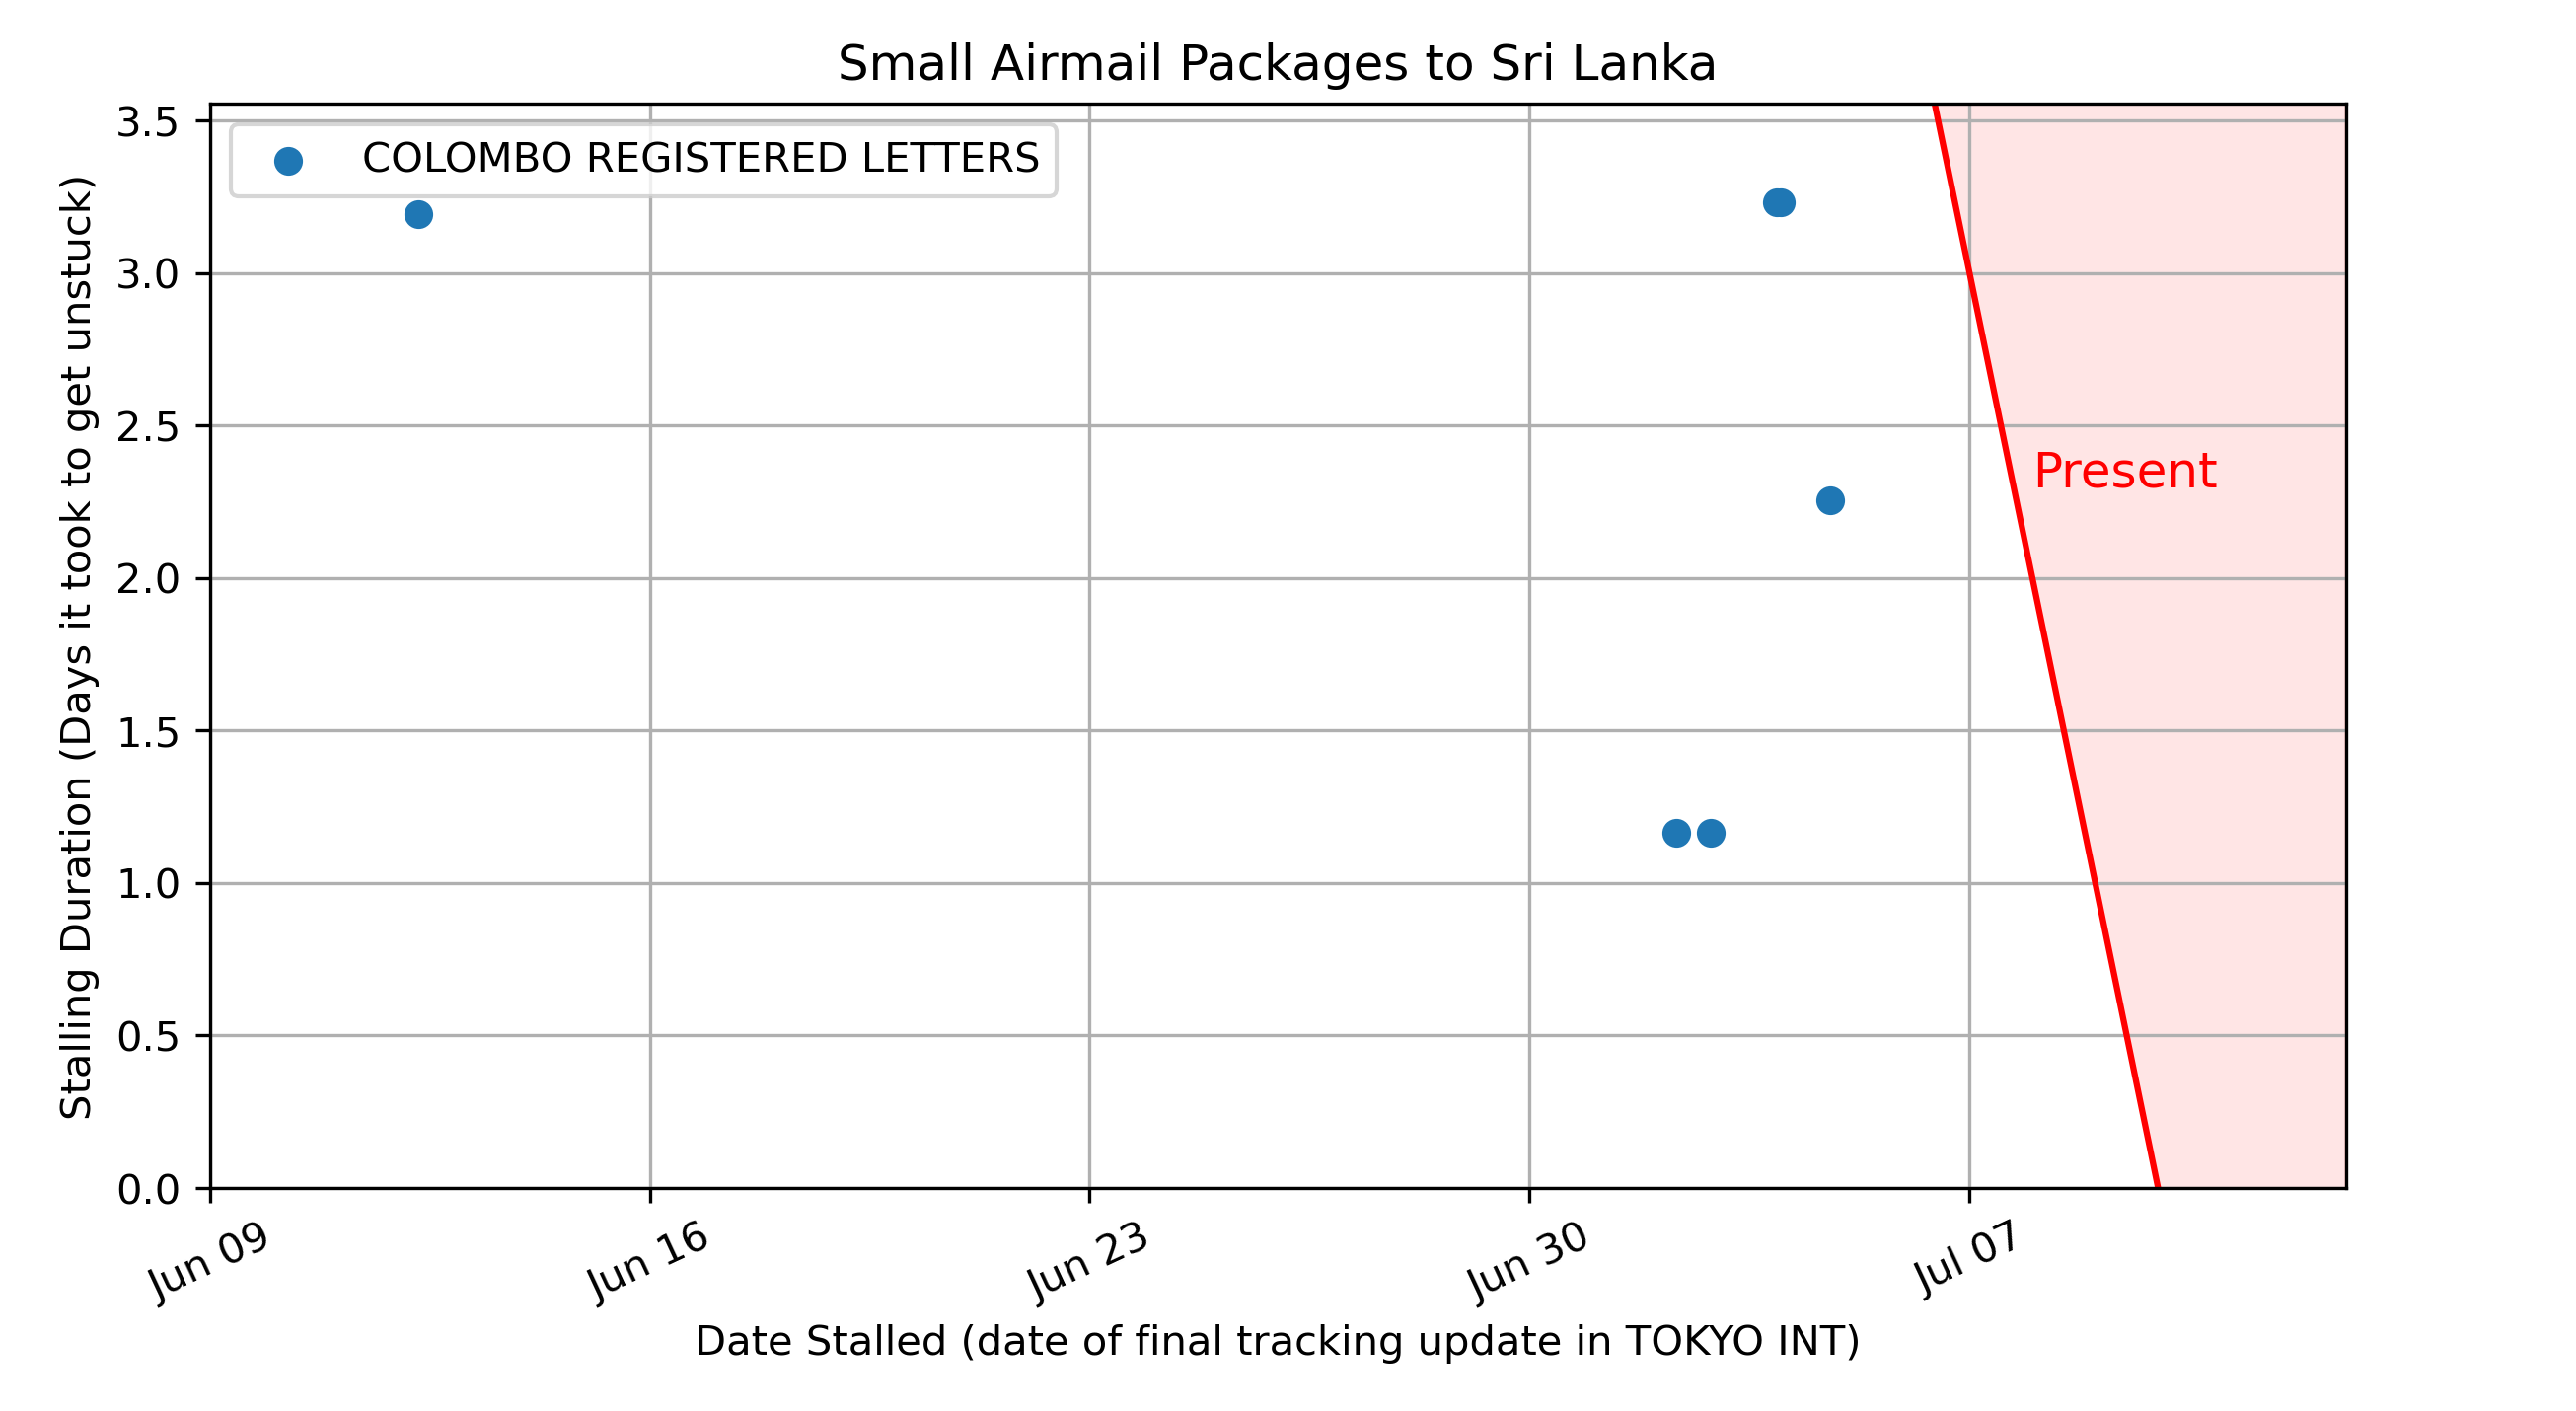 Small Airmail Packages to Sri Lanka
COLOMBO REGISTERED LETTERS
Stalling Duration (Days it took to get unstuck)
3.5
3.0
2.5
2.0
1.5
1.0
0.5
0.0
Present
Jun 09
Jun 16
Jun 23
Jun 30
Jul 07
Date Stalled (date of final tracking update in TOKYO INT)